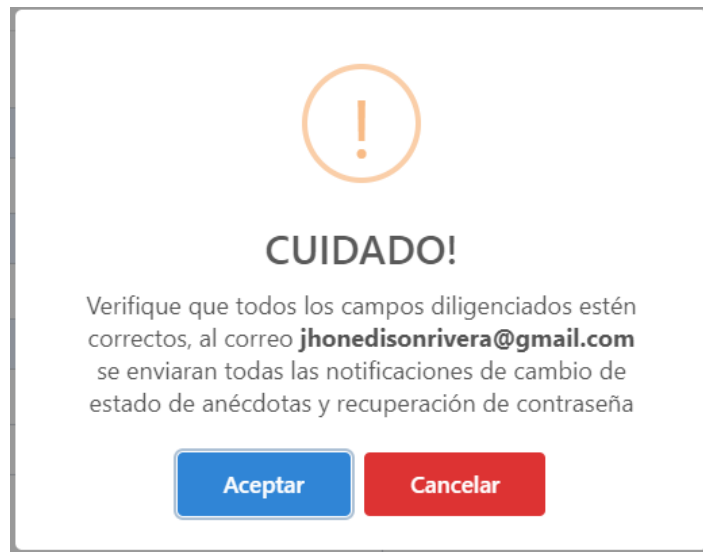 !
CUIDADO!
Verifique que todos los campos diligenciados estén
correctos, al correo jhonedisonrivera@gmail.com
se enviaran todas las notificaciones de cambio de
estado de anécdotas y recuperación de contraseña
Aceptar
Cancelar